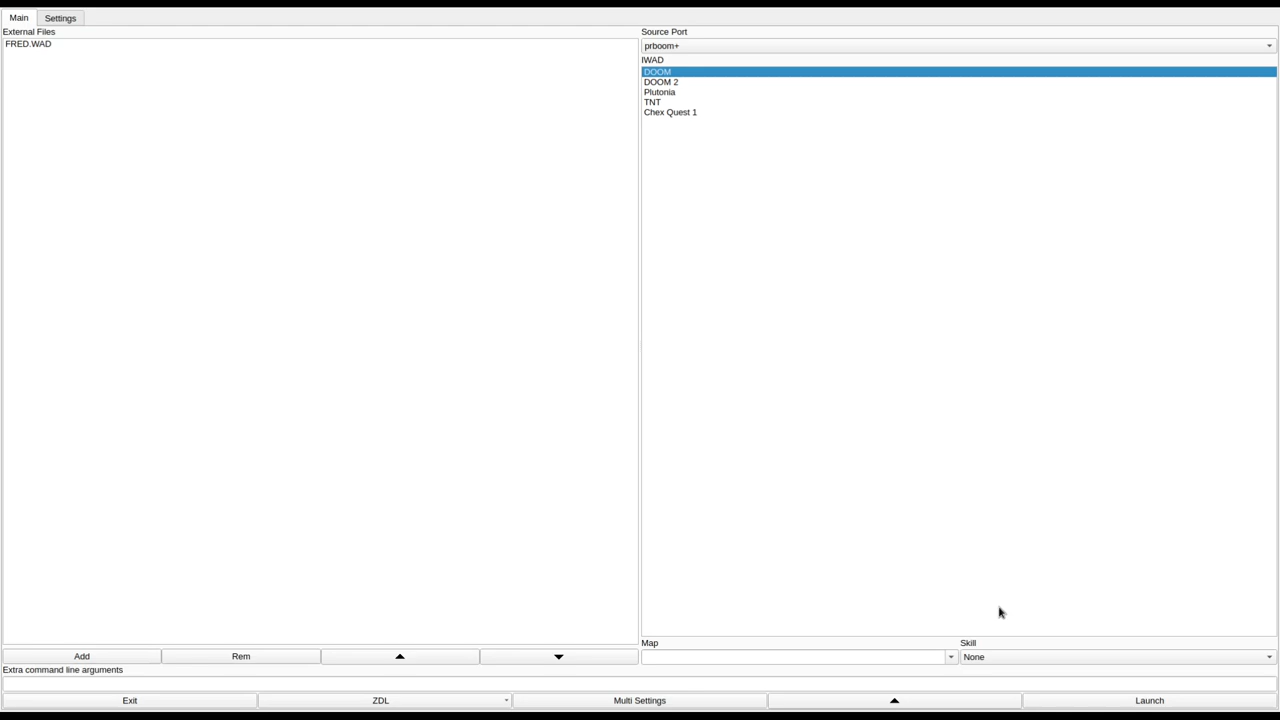 Main Settings
External Files
FRED.WAD
Source Port
prboom+
IWAD
DOOM
DOOM 2
Plutonia
TNT
Chex Quest 1
Map Skill
None
Add Rem
Extra command line arguments
Exit ZDL Multi Settings Launch